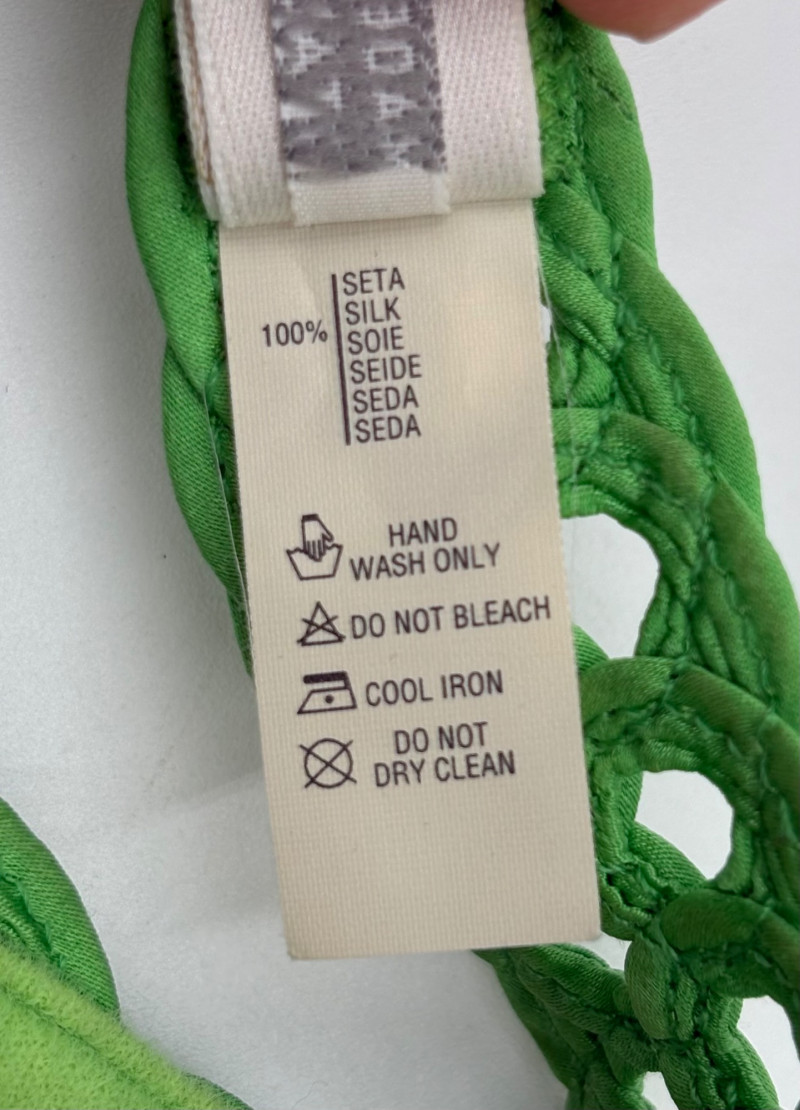 SETA
SILK
100% SOIE
SEIDE
SEDA
SEDA
HAND
WASH ONLY
DO NOT BLEACH
COOL IRON
DO NOT
DRY CLEAN